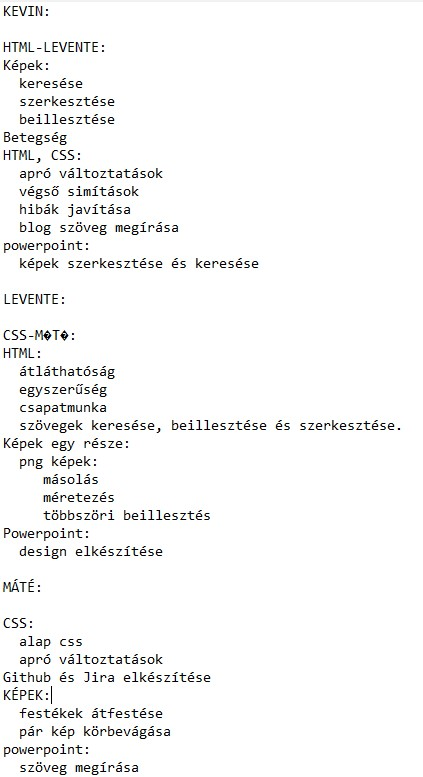 KEVIN:
HTML-LEVENTE:
Képek:
keresése
szerkesztése
beillesztése
Betegség
HTML, CSS:
apró változtatások
végső simítások
hibák javítása
blog szöveg megírása
powerpoint:
képek szerkesztése és keresése
LEVENTE:
CSS-M�T�:
HTML:
átláthatóság
egyszerűség
csapatmunka
szövegek keresése, beillesztése és szerkesztése.
Képek egy része:
png képek:
másolás
méretezés
többszöri beillesztés
Powerpoint:
design elkészítése
MÁTÉ:
CSS:
alap css
apró változtatások
Github és Jira elkészítése
KÉPEK:
festékek átfestése
pár kép körbevágása
powerpoint:
szöveg megírása